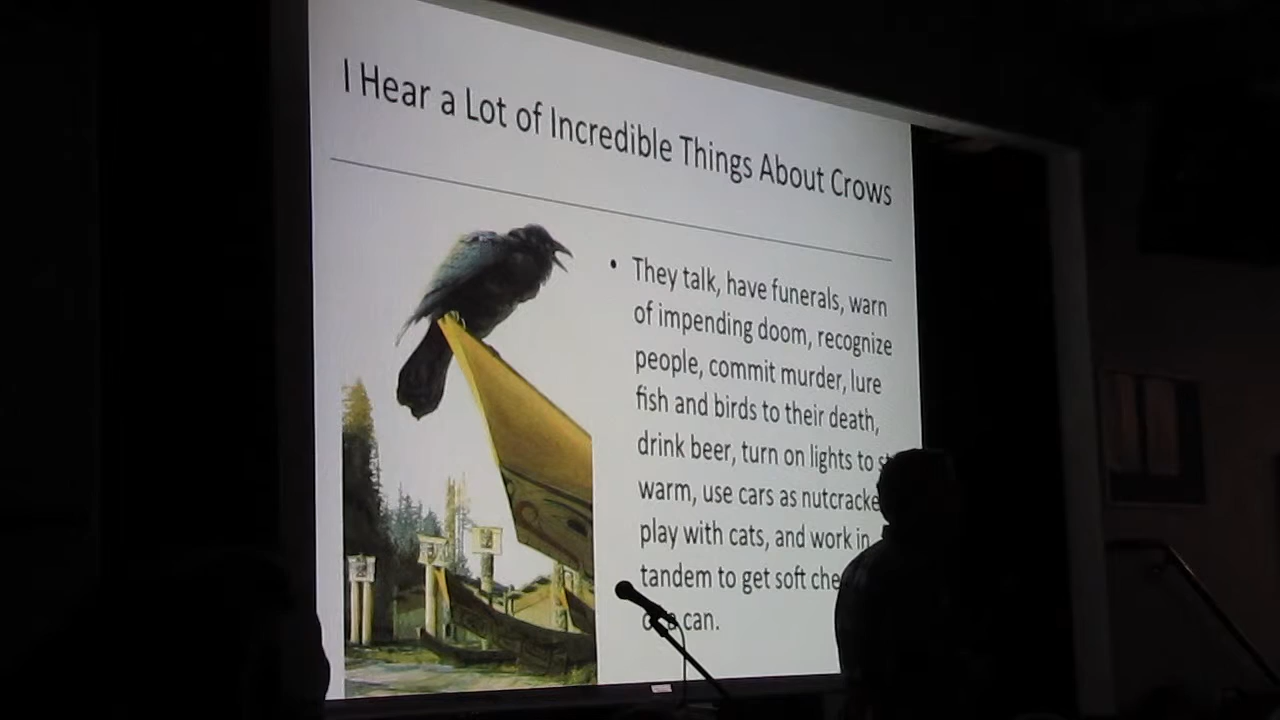 I Hear a Lot of Incredible Things About Crows
• They talk, have funerals, warn
of impending doom, recognize
people, commit murder, lure
fish and birds to their death,
drink beer, turn on lights to
warm, use cars as
play with cats, and work in
tandem to get soft
can.